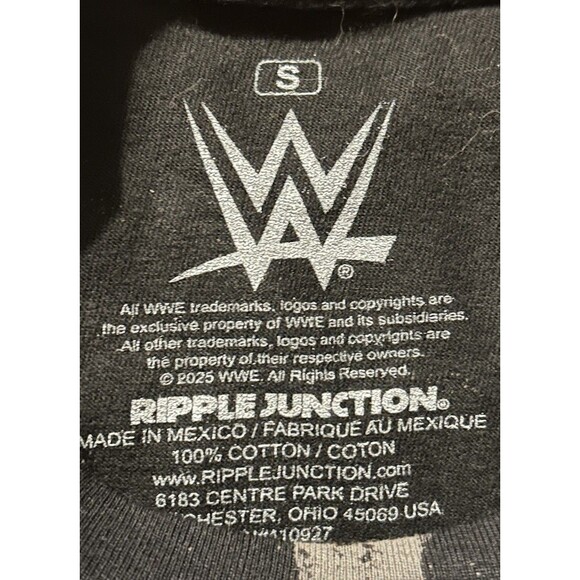 S
W
®
All WWE trademarks, logos and copyrights are
the exclusive property of WWE and its subsidiaries.
All other trademarks, logos and copyrights are
the property of their respective owners.
© 2025 WWE. All Rights Reserved.
RIPPLE JUNCTION®
MADE IN MEXICO / FABRIQUÉ AU MEXIQUE
100% COTTON / COTON
www.RIPPLEJUNCTION.com
6183 CENTRE PARK DRIVE
CHESTER, OHIO 45069 USA
10927